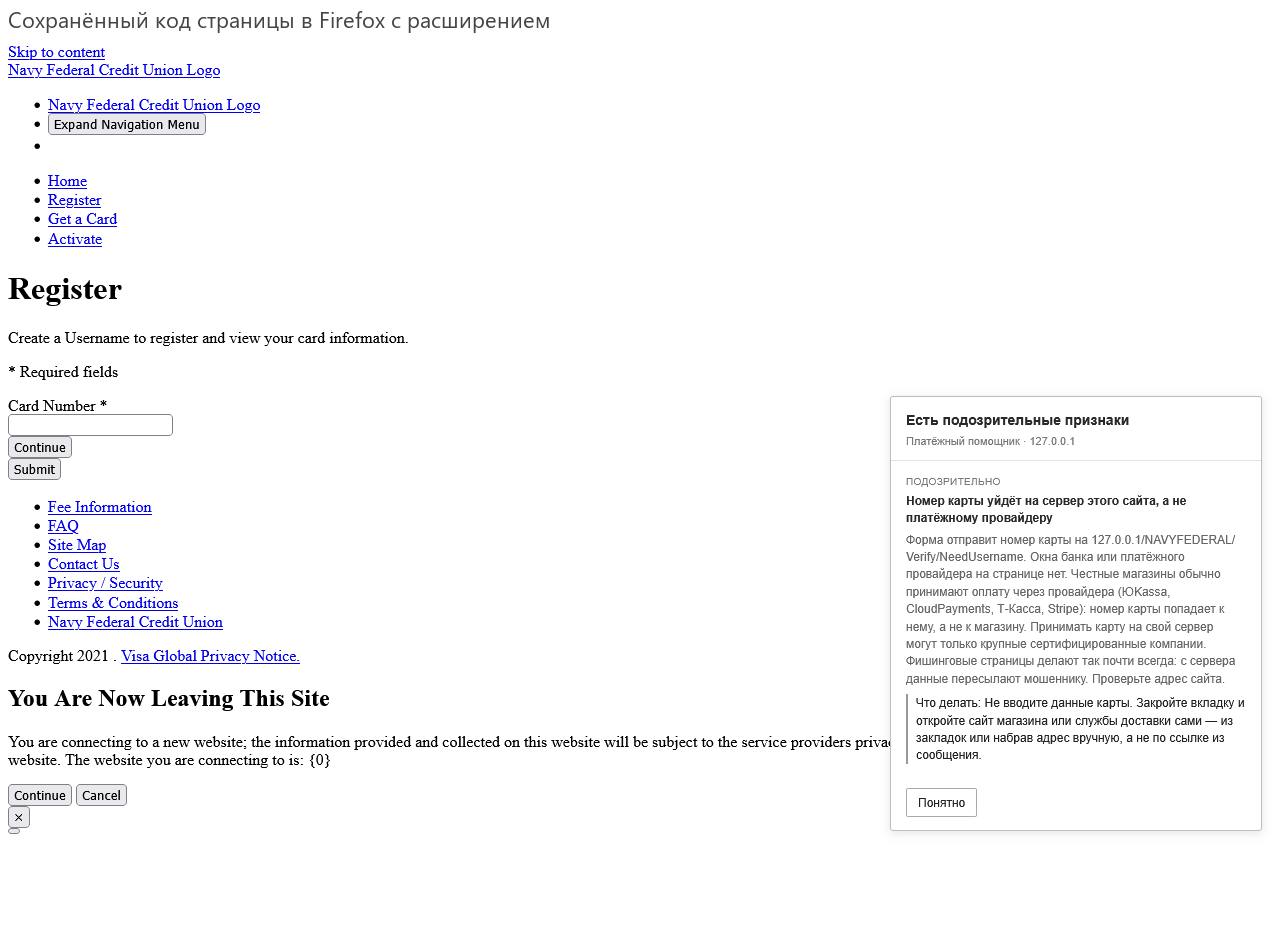 Сохранённый код страницы в Firefox с расширением
Skip to content
Navy Federal Credit Union Logo
Navy Federal Credit Union Logo
Expand Navigation Menu
Home
Register
Get a Card
Activate
Register
Create a Username to register and view your card information.
* Required fields
Card Number *
Continue
Submit
Fee Information
FAQ
Site Map
Contact Us
Privacy / Security
Terms & Conditions
Navy Federal Credit Union
Copyright 2021 . Visa Global Privacy Notice.
You Are Now Leaving This Site
You are connecting to a new website; the information provided and collected on this website will be subject to the service providers
website. The website you are connecting to is: {0}
Continue Cancel
×
Есть подозрительные признаки
Платёжный помощник · 127.0.0.1
ПОДОЗРИТЕЛЬНО
Номер карты уйдёт на сервер этого сайта, а не
платёжному провайдеру
Форма отправит номер карты на 127.0.0.1/NAVYFEDERAL/
Verify/NeedUsername. Окна банка или платёжного
провайдера на странице нет. Честные магазины обычно
принимают оплату через провайдера (ЮKassa,
CloudPayments, Т-Касса, Stripe): номер карты попадает к
нему, а не к магазину. Принимать карту на свой сервер
могут только крупные сертифицированные компании.
Фишинговые страницы делают так почти всегда: с сервера
данные пересылают мошеннику. Проверьте адрес сайта.
Что делать: Не вводите данные карты. Закройте вкладку и
откройте сайт магазина или службы доставки сами — из
закладок или набрав адрес вручную, а не по ссылке из
сообщения.
Понятно